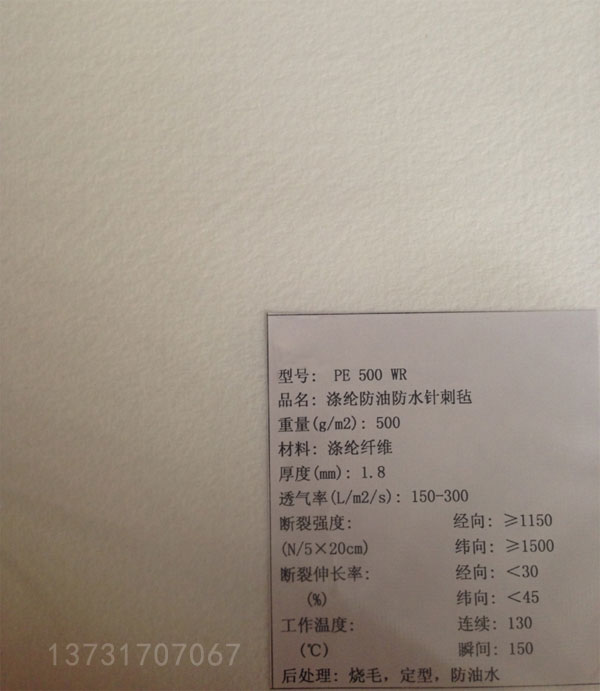 型号: PE 500 WR
品名: 涤纶防油防水针刺毡
重量(g/m2): 500
材料: 涤纶纤维
厚度(mm): 1.8
透气率(L/m2/s): 150-300
断裂强度: 经向: ≥1150
(N/5×20cm) 纬向: ≥1500
断裂伸长率: 经向: <30
(%) 纬向: <45
工作温度: 连续: 130
(℃) 瞬间: 150
后处理: 烧毛，定型，防油水
13731707067